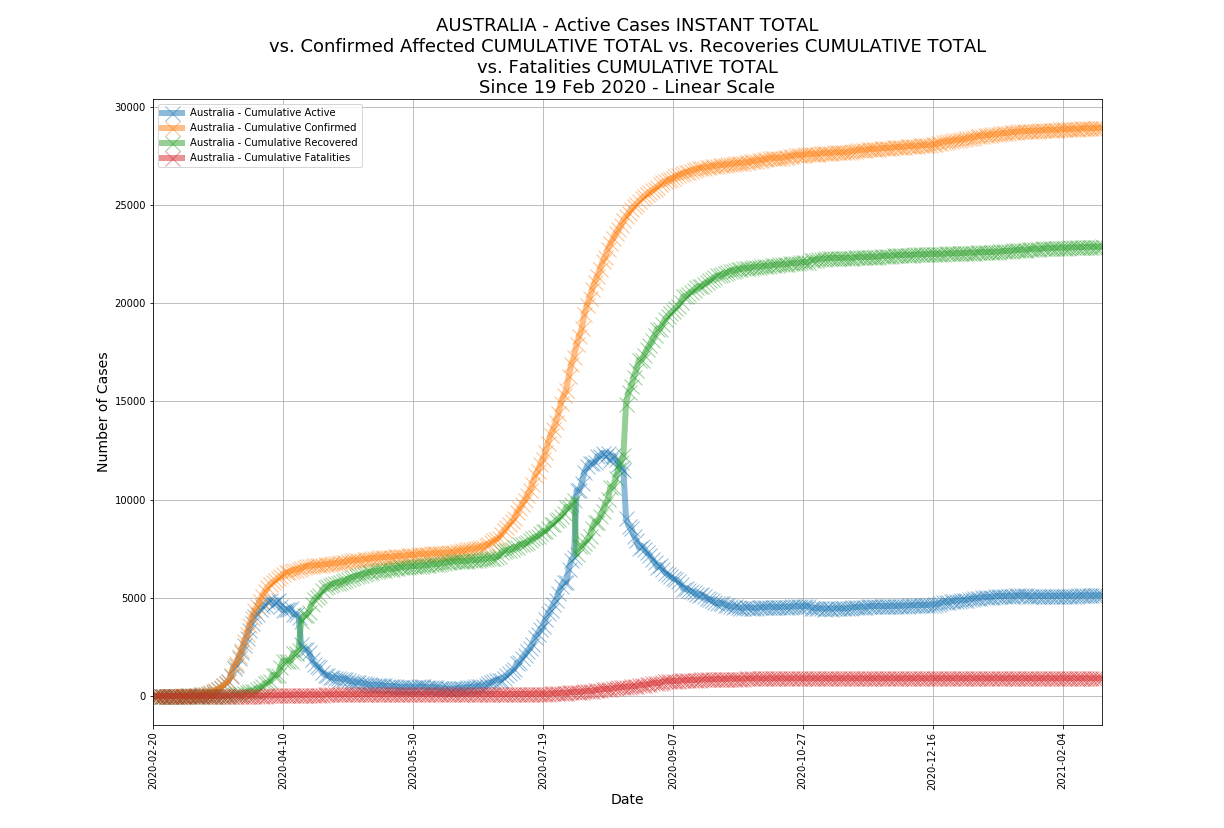 AUSTRALIA - Active Cases INSTANT TOTAL
vs. Confirmed Affected CUMULATIVE TOTAL vs. Recoveries CUMULATIVE TOTAL
vs. Fatalities CUMULATIVE TOTAL
Since 19 Feb 2020 - Linear Scale
Australia - Cumulative Active
Australia - Cumulative Confirmed
Australia - Cumulative Recovered
Australia - Cumulative Fatalities
Number of Cases
30000
25000
20000
15000
10000
5000
0
2020-02-20
2020-04-10
2020-05-30
2020-07-19
2020-09-07
2020-10-27
2020-12-16
2021-02-04
Date